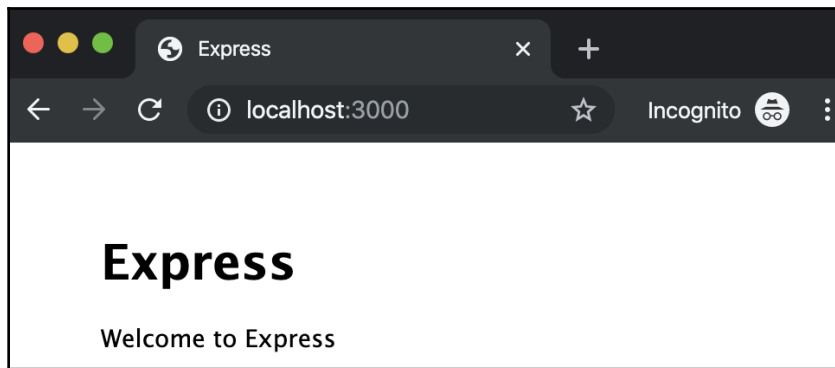 Express
localhost:3000
Incognito
Express
Welcome to Express